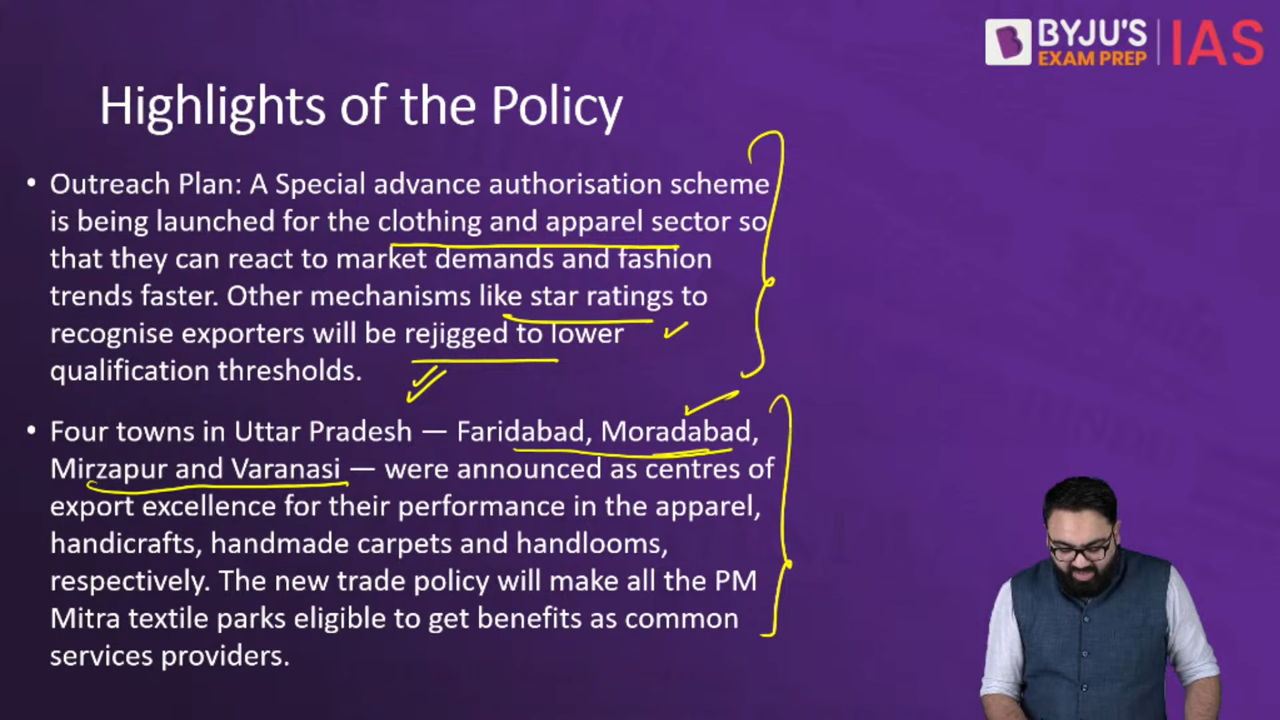 BYJU'S
EXAM PREP
IAS
Highlights of the Policy
• Outreach Plan: A Special advance authorisation scheme
is being launched for the clothing and apparel sector so
that they can react to market demands and fashion
trends faster. Other mechanisms like star ratings to
recognise exporters will be rejigged to lower
qualification thresholds.
• Four towns in Uttar Pradesh — Faridabad, Moradabad,
Mirzapur and Varanasi — were announced as centres of
export excellence for their performance in the apparel,
handicrafts, handmade carpets and handlooms,
respectively. The new trade policy will make all the PM
Mitra textile parks eligible to get benefits as common
services providers.